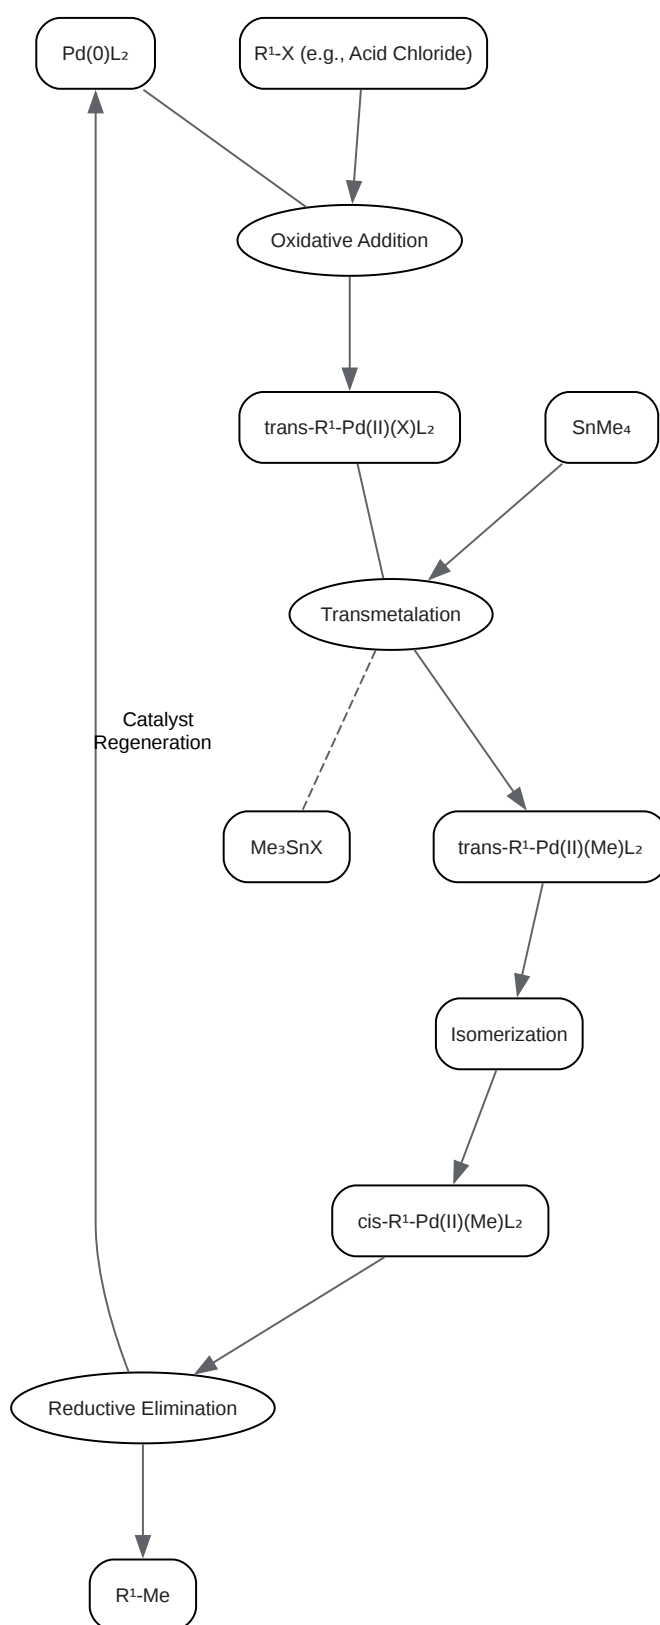 Pd(0)L₂
R¹-X (e.g., Acid Chloride)
Oxidative Addition
trans-R¹-Pd(II)(X)L₂
SnMe₄
Transmetalation
Catalyst
Regeneration
Me₃SnX
trans-R¹-Pd(II)(Me)L₂
Isomerization
cis-R¹-Pd(II)(Me)L₂
Reductive Elimination
R¹-Me